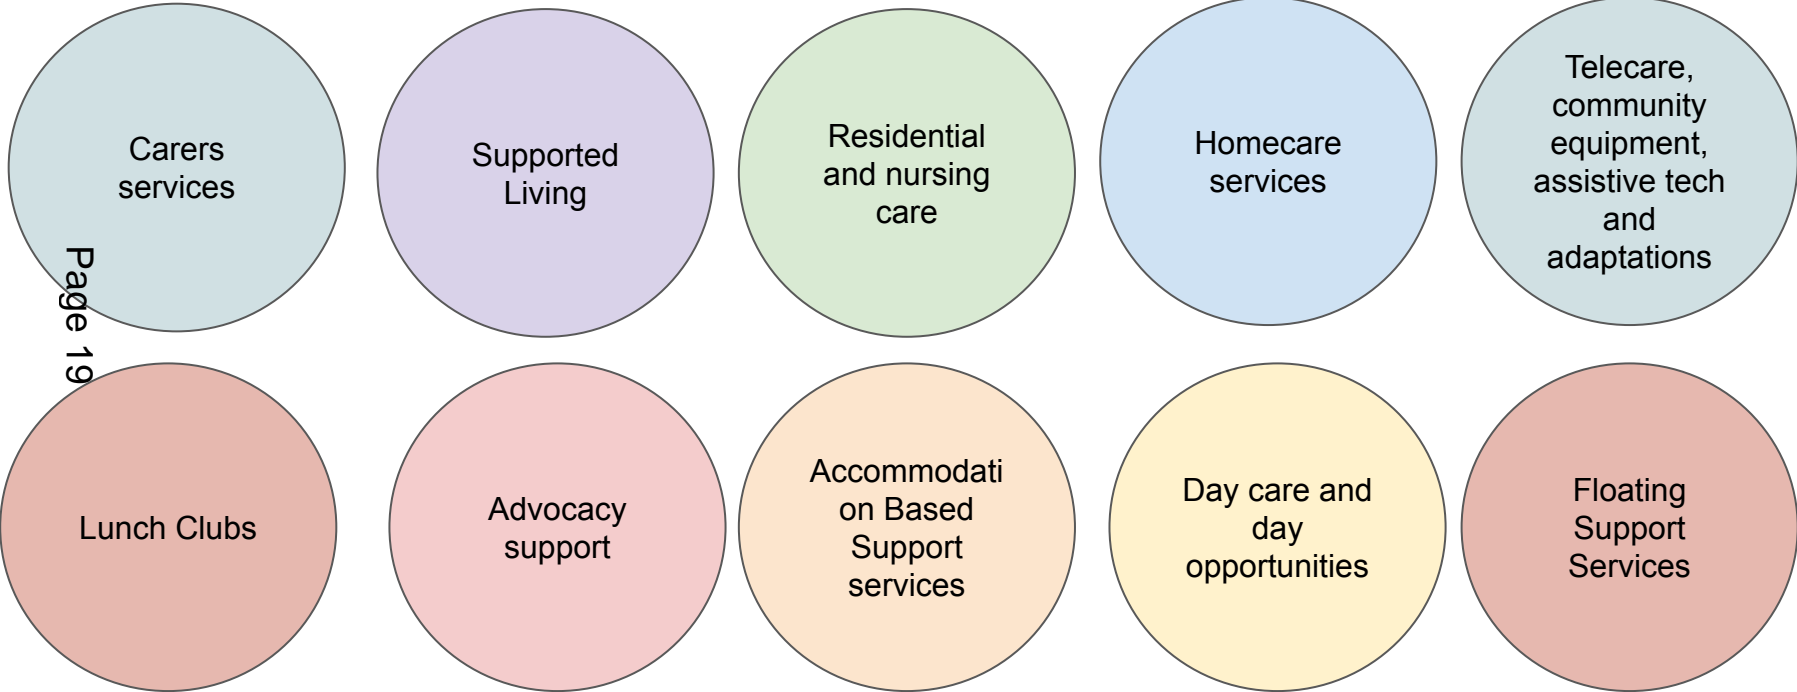 Carers
services
Supported
Living
Residential
and nursing
care
Homecare
services
Telecare,
community
equipment,
assistive tech
and
adaptations
Page 19
Lunch Clubs
Advocacy
support
Accommodati
on Based
Support
services
Day care and
day
opportunities
Floating
Support
Services